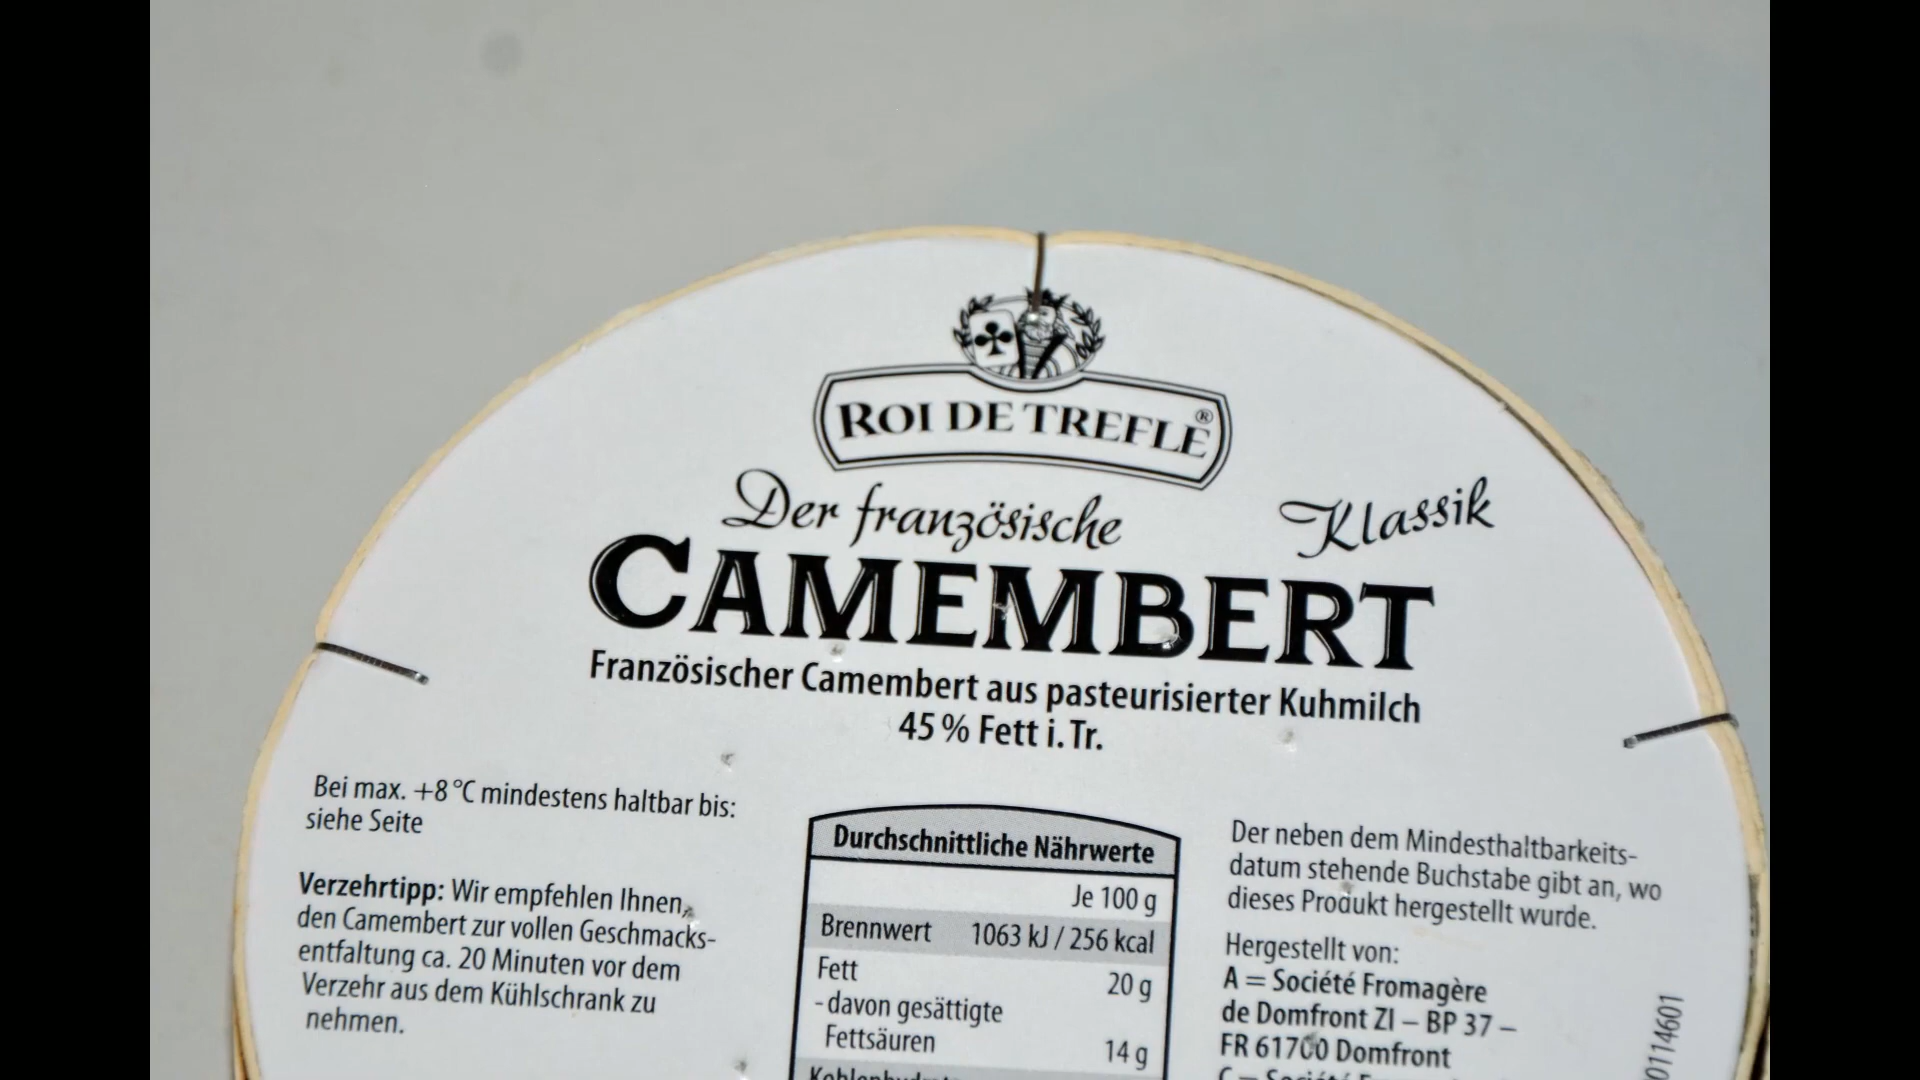 ROI DE TREFLE®
Der französische
Klassik
CAMEMBERT
Französischer Camembert aus pasteurisierter Kuhmilch
45 % Fett i. Tr.
Bei max. +8 °C mindestens haltbar bis:
siehe Seite
Verzehrtipp: Wir empfehlen Ihnen,
den Camembert zur vollen Geschmacks-
entfaltung ca. 20 Minuten vor dem
Verzehr aus dem Kühlschrank zu
nehmen.
Durchschnittliche Nährwerte
Je 100 g
Brennwert 1063 kJ / 256 kcal
Fett 20 g
- davon gesättigte
Fettsäuren 14 g
Der neben dem Mindesthaltbarkeits-
datum stehende Buchstabe gibt an, wo
dieses Produkt hergestellt wurde.
Hergestellt von:
A = Société Fromagère
de Domfront ZI – BP 37 –
FR 61700 Domfront